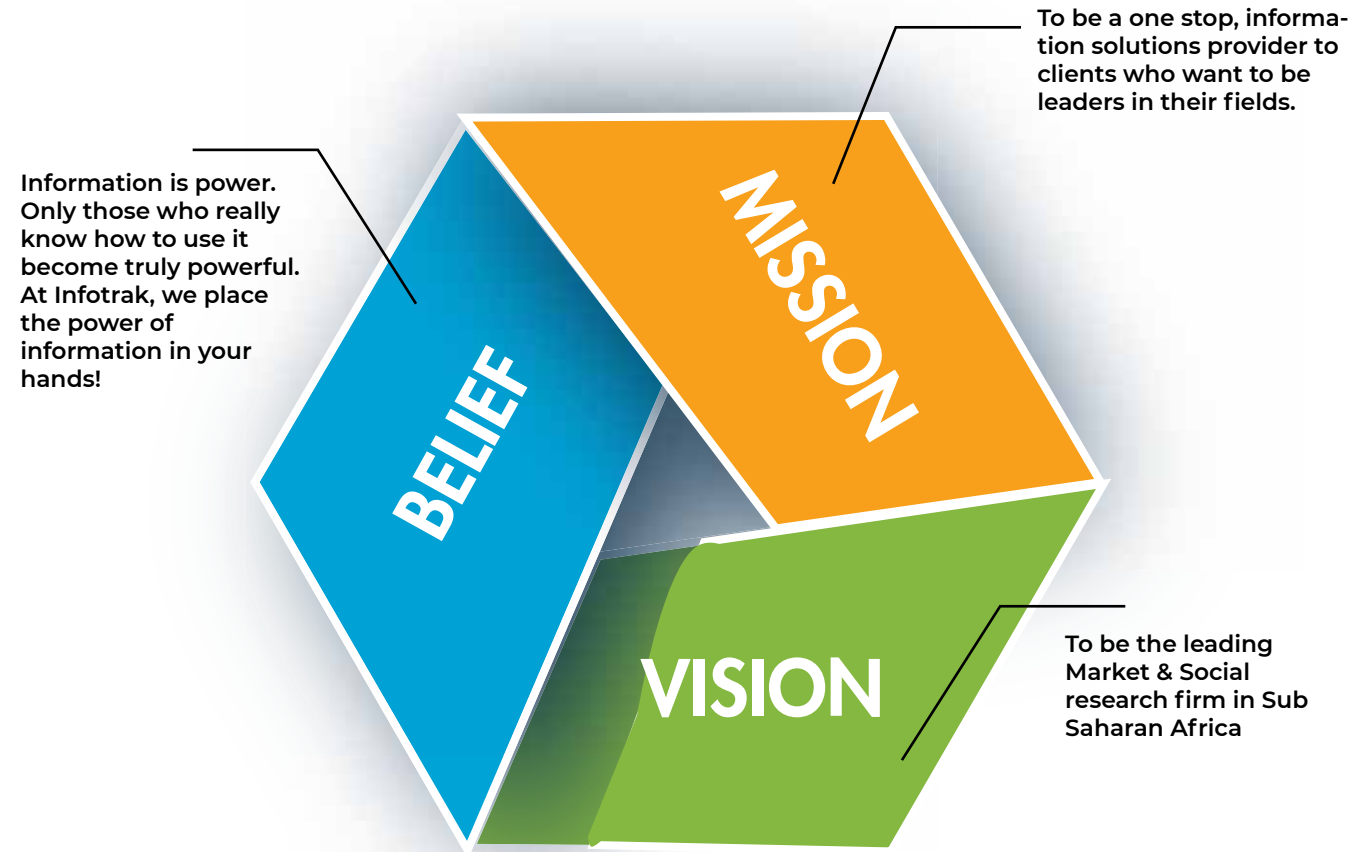 To be a one stop, informa-
tion solutions provider to
clients who want to be
leaders in their fields.
MISSION
Information is power.
Only those who really
know how to use it
become truly powerful.
At Infotrak, we place
the power of
information in your
hands!
BELIEF
VISION
To be the leading
Market & Social
research firm in Sub
Saharan Africa